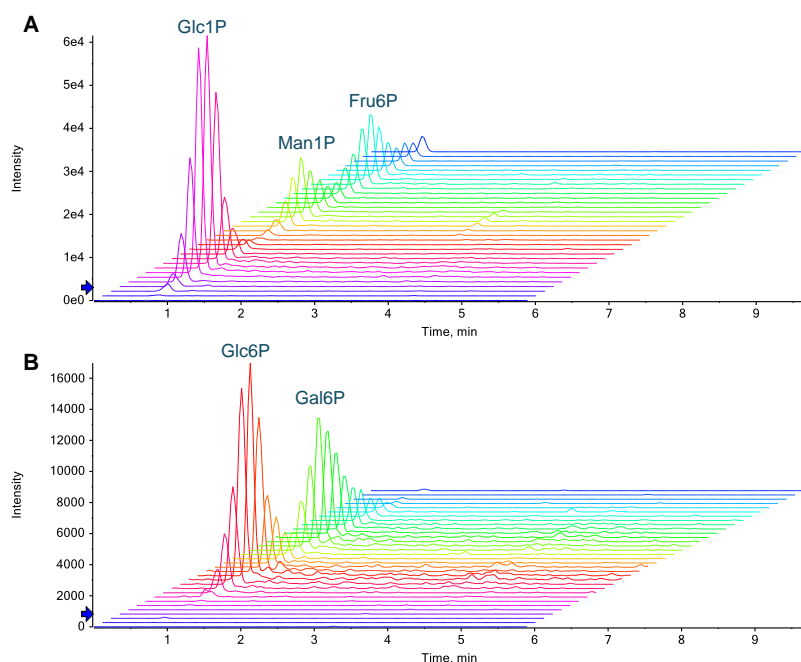 A
Glc1P
6e4
5e4
Fru6P
4e4
Man1P
3e4
Intensity
2e4
1e4
0e0
1 2 3 4 5 6 7 8 9
Time, min
B
Glc6P
16000
Gal6P
14000
12000
10000
Intensity
8000
6000
4000
2000
0
1 2 3 4 5 6 7 8 9
Time, min